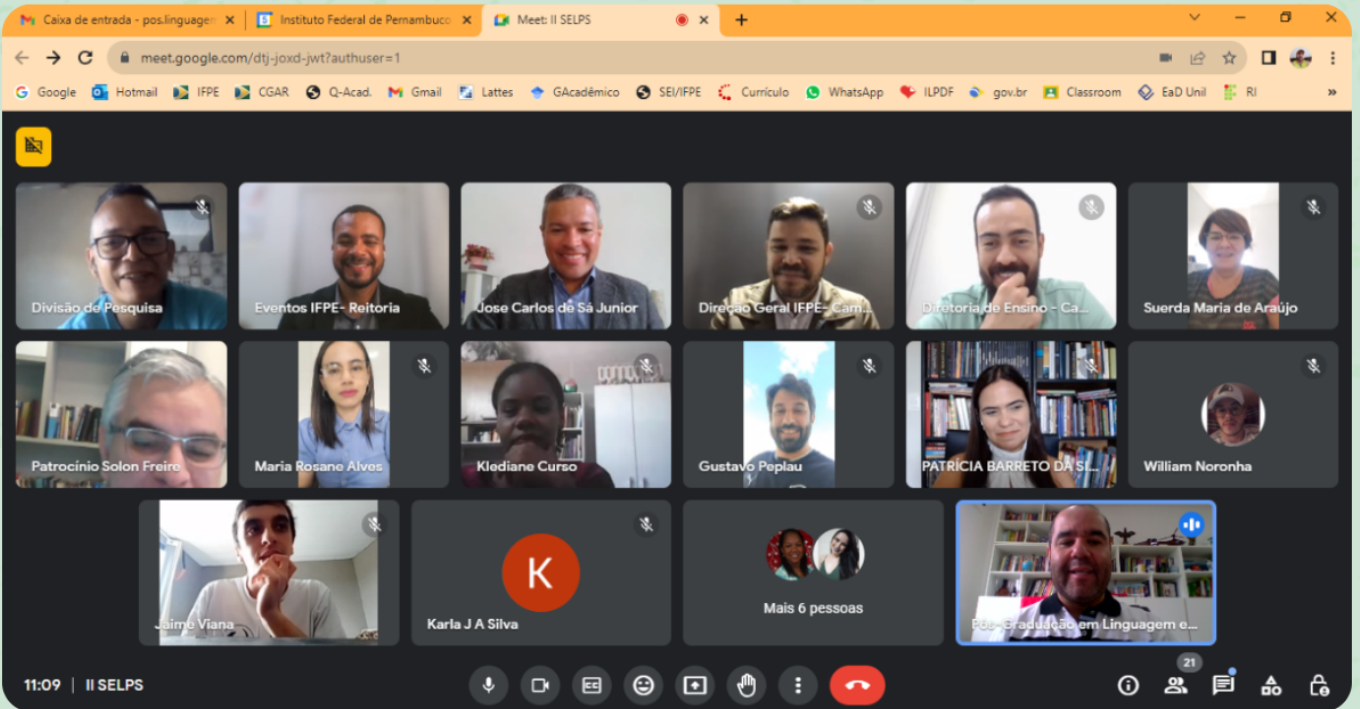 Caixa de entrada - pos.linguagen
Instituto Federal de Pernambuco
Meet: II SELPS
meet.google.com/dtj-joxd-jwt?authuser=1
Google Hotmail IFPE CGAR Q-Acad. Gmail Lattes GAcadêmico SEI/IFPE Currículo WhatsApp ILPDF gov.br Classroom EaD Unil RI »
Divisão de Pesquisa
Eventos IFPE- Reitoria
Jose Carlos de Sá Junior
Direção Geral IFPE- Cam...
Diretoria de Ensino - Ca...
Suerda Maria de Araújo
Patrocínio Solon Freire
Maria Rosane Alves
Klediane Curso
Gustavo Peplau
PATRÍCIA BARRETO DA SI...
William Noronha
Jaime Viana
K
Karla J A Silva
Mais 6 pessoas
Pós-Graduação em Linguagem e...
11:09 | II SELPS
CC
21